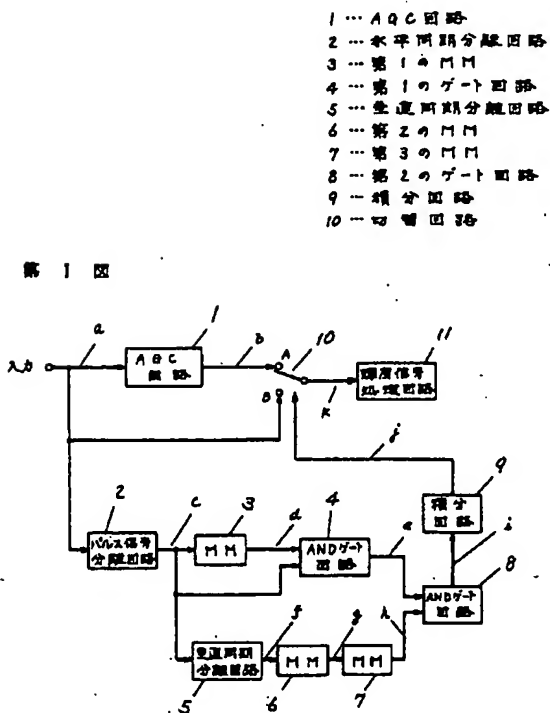 1 … AGC回路
2 … 水平同期分離回路
3 … 第1のMM
4 … 第1のゲート回路
5 … 垂直同期分離回路
6 … 第2のMM
7 … 第3のMM
8 … 第2のゲート回路
9 … 積分回路
10 … 切替回路
第 1 図
入力
a
AGC
回路
1
b
A
B
10
k
輝度信号
処理回路
11
j
2
パルス信号
分離回路
c
3
MM
d
4
ANDゲート
回路
e
9
積分
回路
i
8
ANDゲート
回路
垂直同期
分離回路
5
f
MM
6
g
MM
7
h